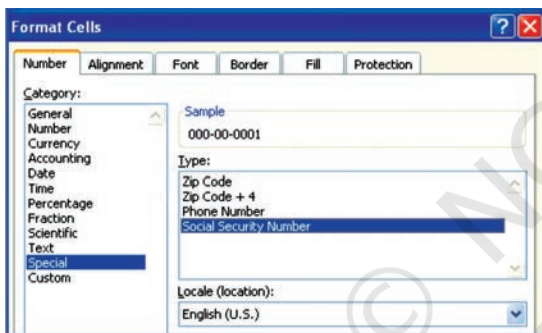 Format Cells
Number Alignment Font Border Fill Protection
Category:
General
Number
Currency
Accounting
Date
Time
Percentage
Fraction
Scientific
Text
Special
Custom
Sample
000-00-0001
Type:
Zip Code
Zip Code + 4
Phone Number
Social Security Number
Locale (location):
English (U.S.)